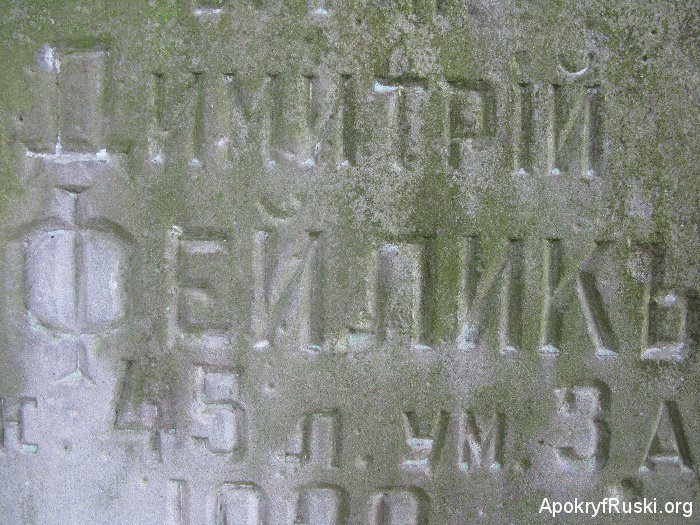 Димитрій
Фейликъ
н. 45 л. ум. 3 А
ApokryfRuski.org